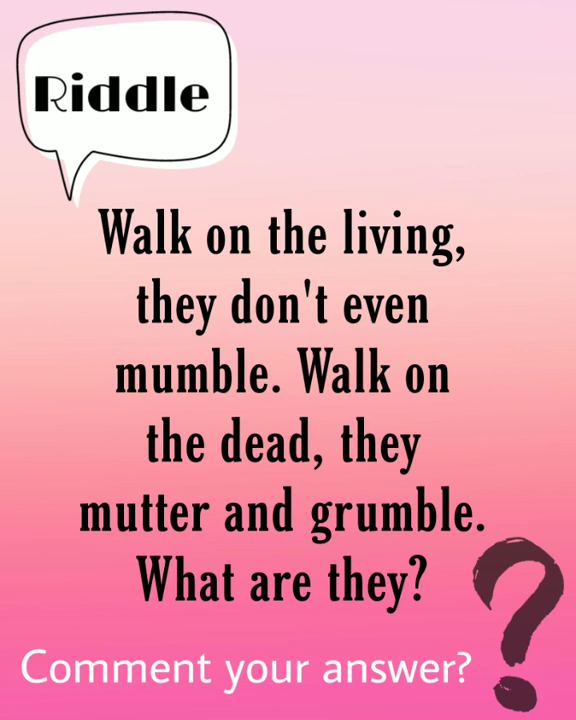 Riddle
Walk on the living,
they don't even
mumble. Walk on
the dead, they
mutter and grumble.
What are they?
?
Comment your answer?